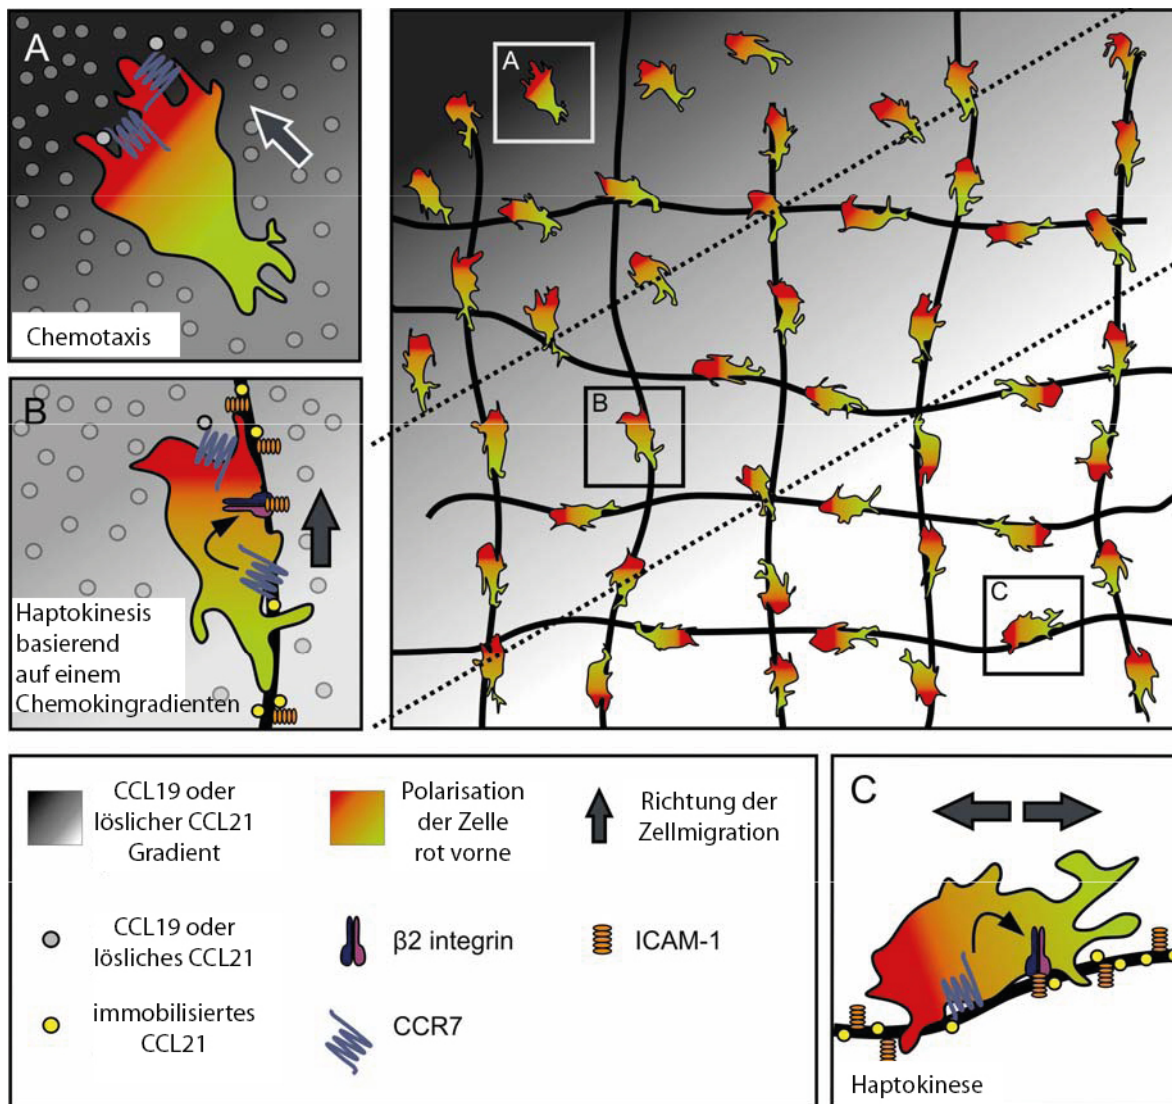 A
Chemotaxis
B
Haptokinesis
basierend
auf einem
Chemokingradienten
A
B
C
CCL19 oder
löslicher CCL21
Gradient
Polarisation
der Zelle
rot vorne
Richtung der
Zellmigration
CCL19 oder
lösliches CCL21
β2 integrin
ICAM-1
immobilisiertes
CCL21
CCR7
C
Haptokinese